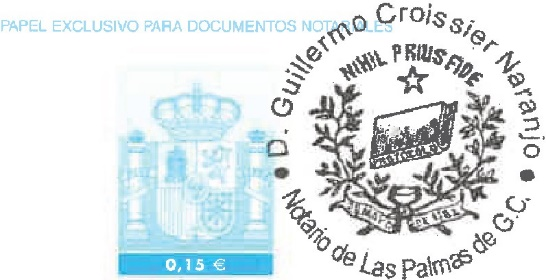 PAPEL EXCLUSIVO PARA DOCUMENTOS NOTARIALES
0,15 €
D. Guillermo Croissier Naranjo
NIHIL PRIUS FIDE
Notario de Las Palmas de G.C.